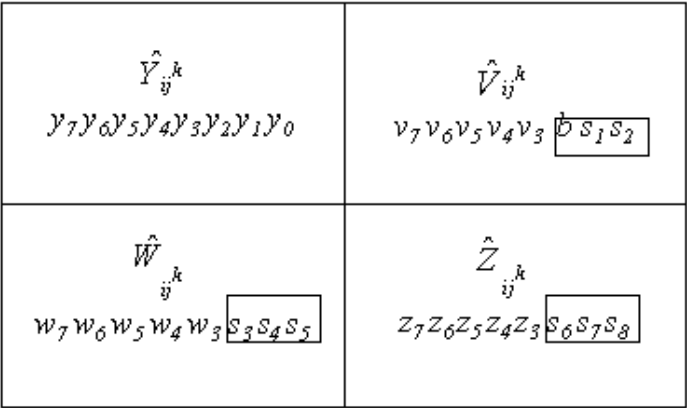 Ŷ_ij^k
y₇y₆y₅y₄y₃y₂y₁y₀
V̂_ij^k
v₇v₆v₅v₄v₃ b s₁s₂
Ŵ_ij^k
w₇w₆w₅w₄w₃ s₃s₄s₅
Ẑ_ij^k
z₇z₆z₅z₄z₃ s₆s₇s₈